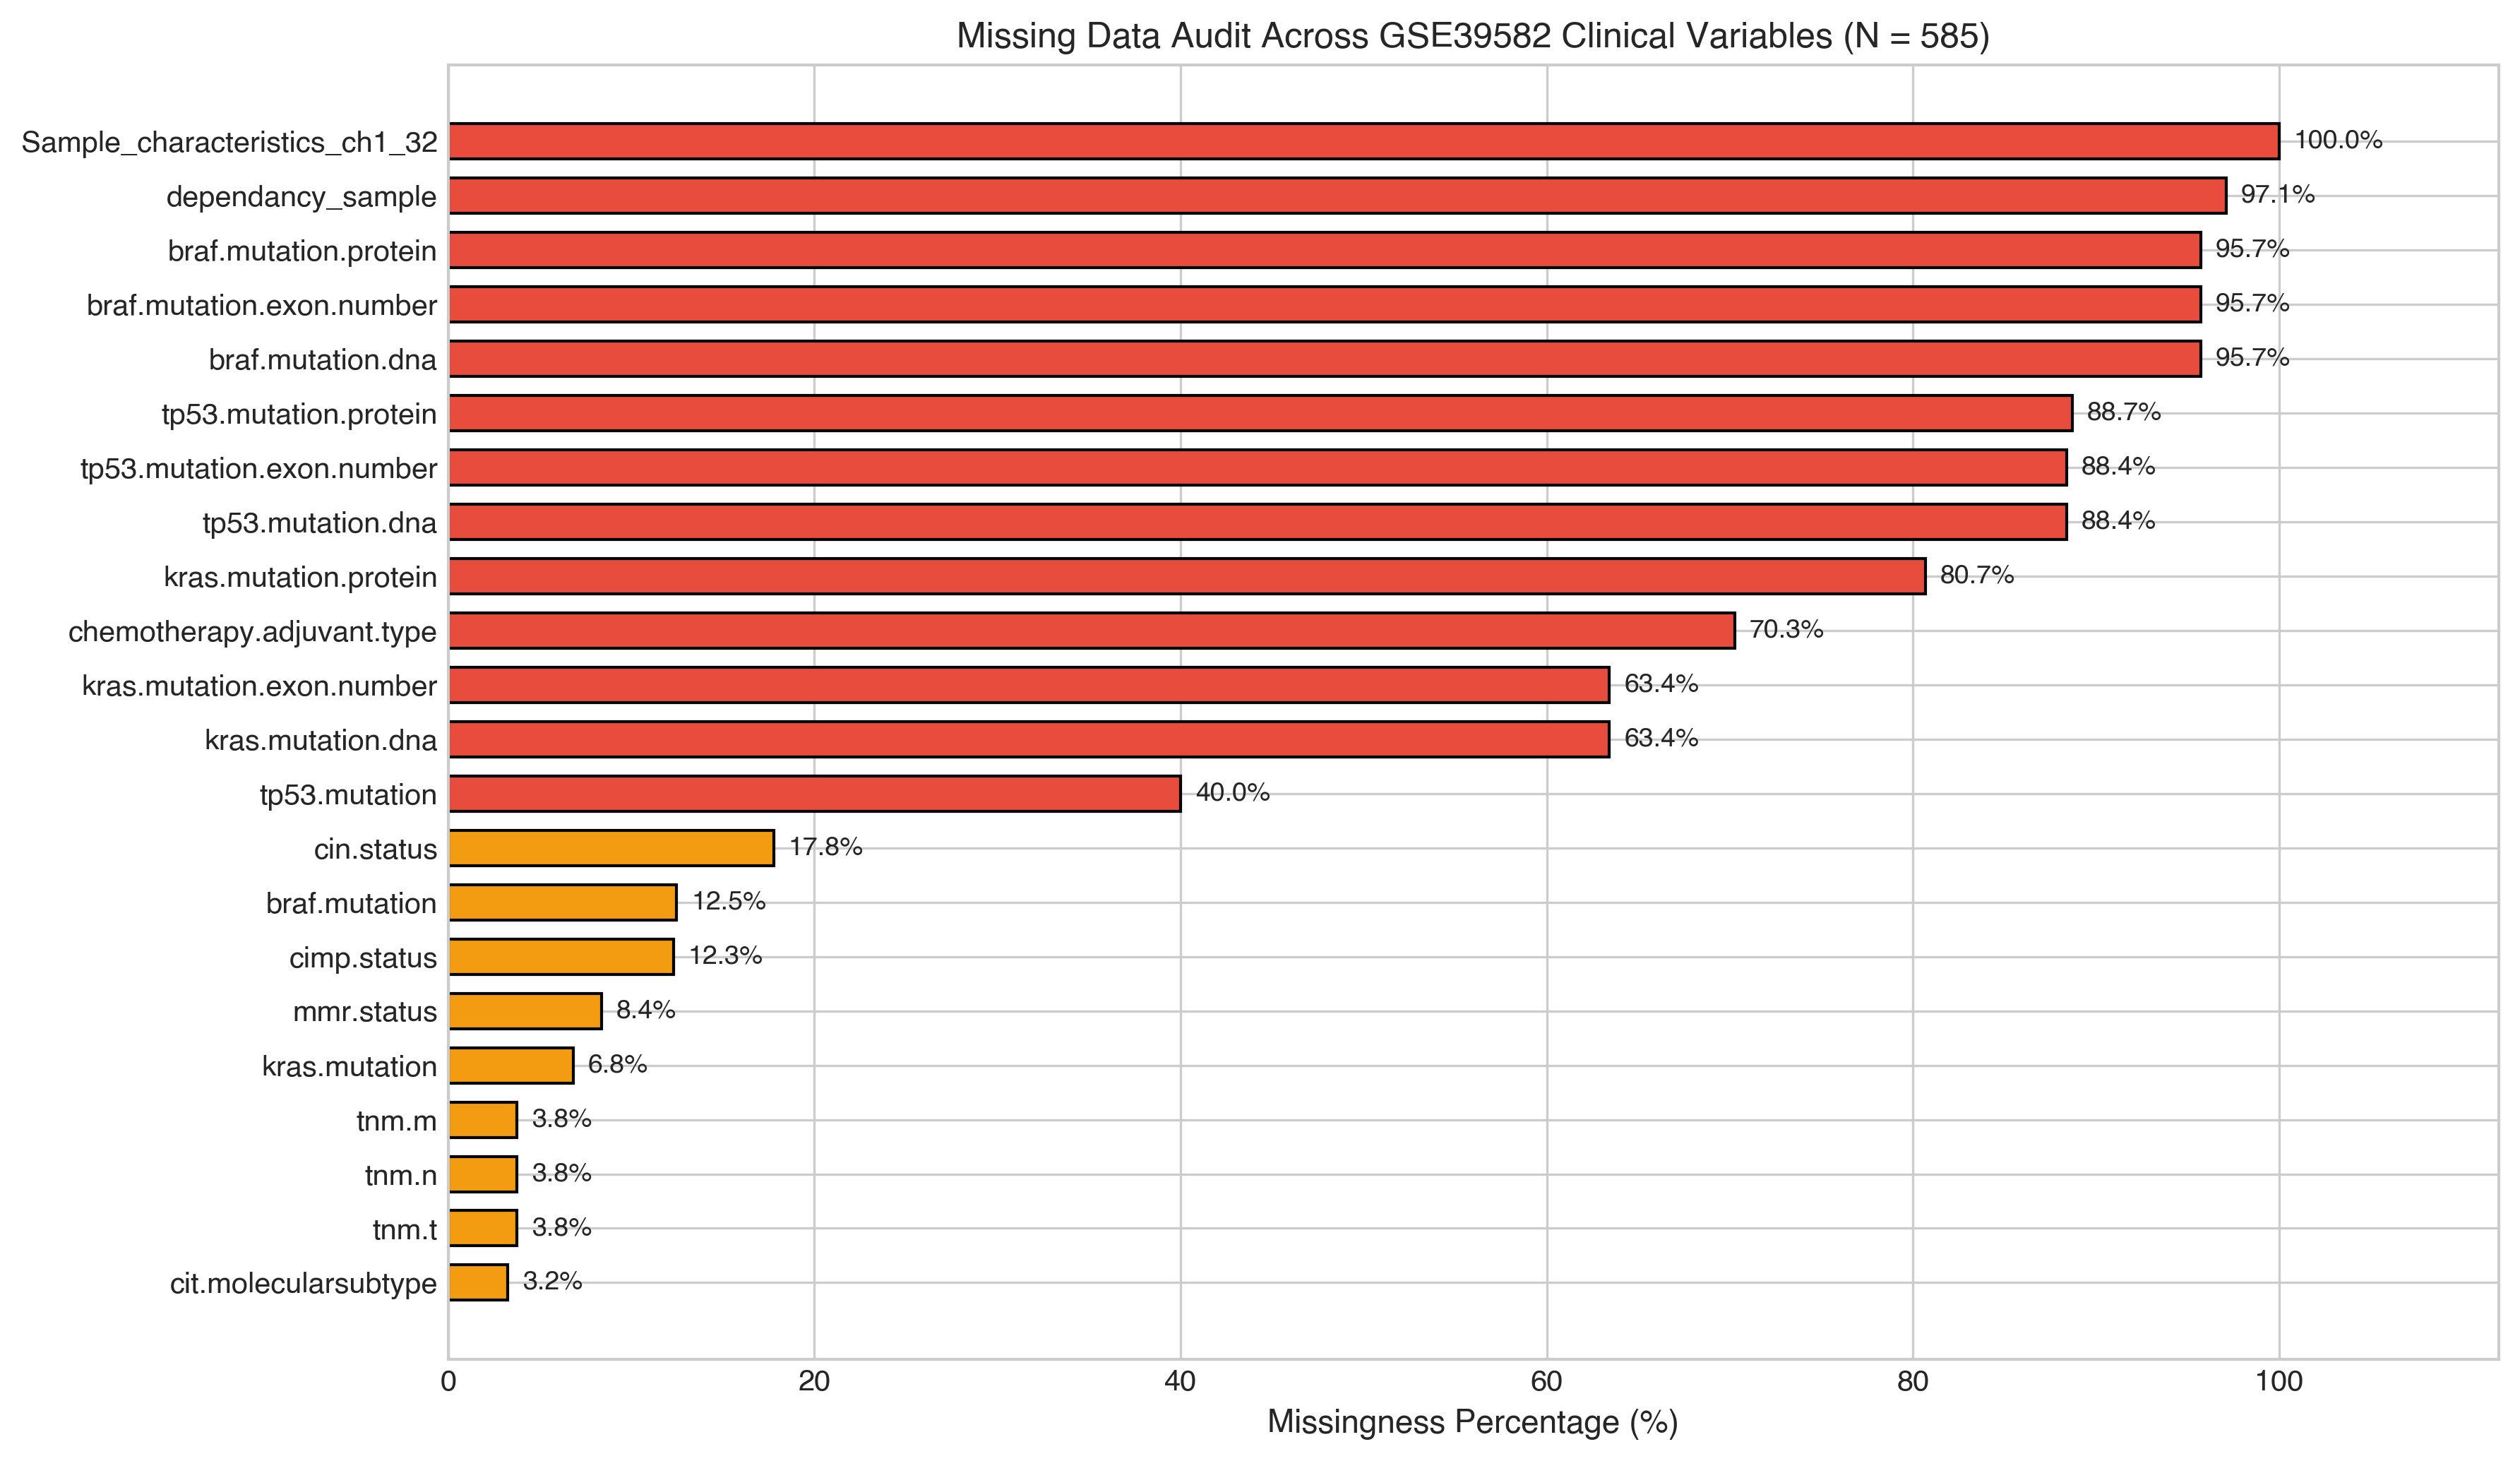 Missing Data Audit Across GSE39582 Clinical Variables (N = 585)
Sample_characteristics_ch1_32 100.0%
dependancy_sample 97.1%
braf.mutation.protein 95.7%
braf.mutation.exon.number 95.7%
braf.mutation.dna 95.7%
tp53.mutation.protein 88.7%
tp53.mutation.exon.number 88.4%
tp53.mutation.dna 88.4%
kras.mutation.protein 80.7%
chemotherapy.adjuvant.type 70.3%
kras.mutation.exon.number 63.4%
kras.mutation.dna 63.4%
tp53.mutation 40.0%
cin.status 17.8%
braf.mutation 12.5%
cimp.status 12.3%
mmr.status 8.4%
kras.mutation 6.8%
tnm.m 3.8%
tnm.n 3.8%
tnm.t 3.8%
cit.molecularsubtype 3.2%
0 20 40 60 80 100
Missingness Percentage (%)